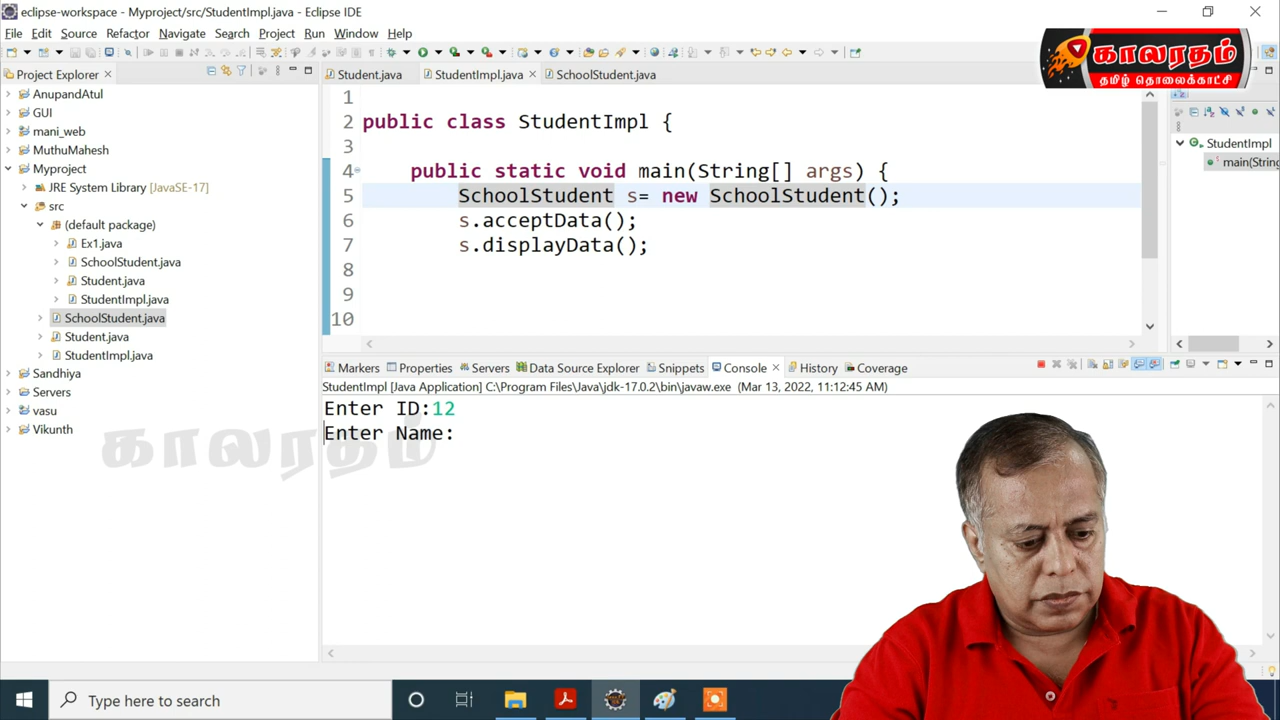 eclipse-workspace - Myproject/src/StudentImpl.java - Eclipse IDE
File Edit Source Refactor Navigate Search Project Run Window Help
காலரதம்
தமிழ் தொலைக்காட்சி
Project Explorer
Student.java StudentImpl.java SchoolStudent.java
AnupandAtul
GUI
mani_web
MuthuMahesh
Myproject
JRE System Library [JavaSE-17]
src
(default package)
Ex1.java
SchoolStudent.java
Student.java
StudentImpl.java
SchoolStudent.java
Student.java
StudentImpl.java
Sandhiya
Servers
vasu
Vikunth
1
2 public class StudentImpl {
3
4 public static void main(String[] args) {
5 SchoolStudent s= new SchoolStudent();
6 s.acceptData();
7 s.displayData();
8
9
10
StudentImpl
main(String
Markers Properties Servers Data Source Explorer Snippets Console History Coverage
StudentImpl [Java Application] C:\Program Files\Java\jdk-17.0.2\bin\javaw.exe (Mar 13, 2022, 11:12:45 AM)
Enter ID:12
Enter Name:
காலரதம்
Type here to search